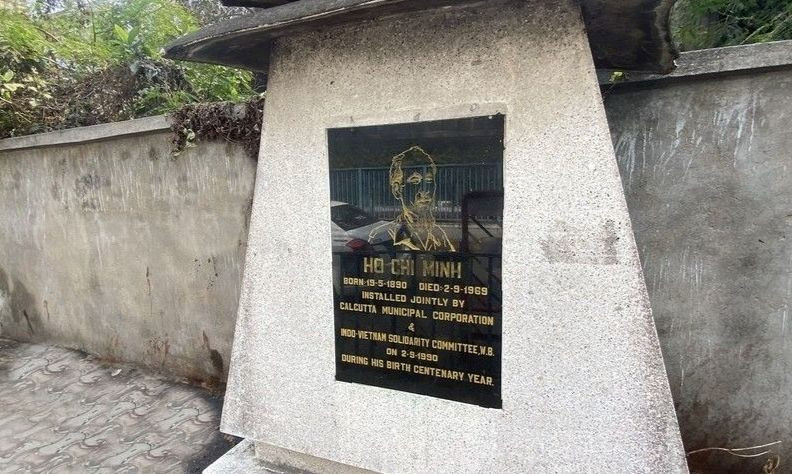 HO CHI MINH
BORN:19-5-1890 DIED:2-9-1969
INSTALLED JOINTLY BY
CALCUTTA MUNICIPAL CORPORATION
&
INDO-VIETNAM SOLIDARITY COMMITTEE,W.B.
ON 2-9-1990
DURING HIS BIRTH CENTENARY YEAR.